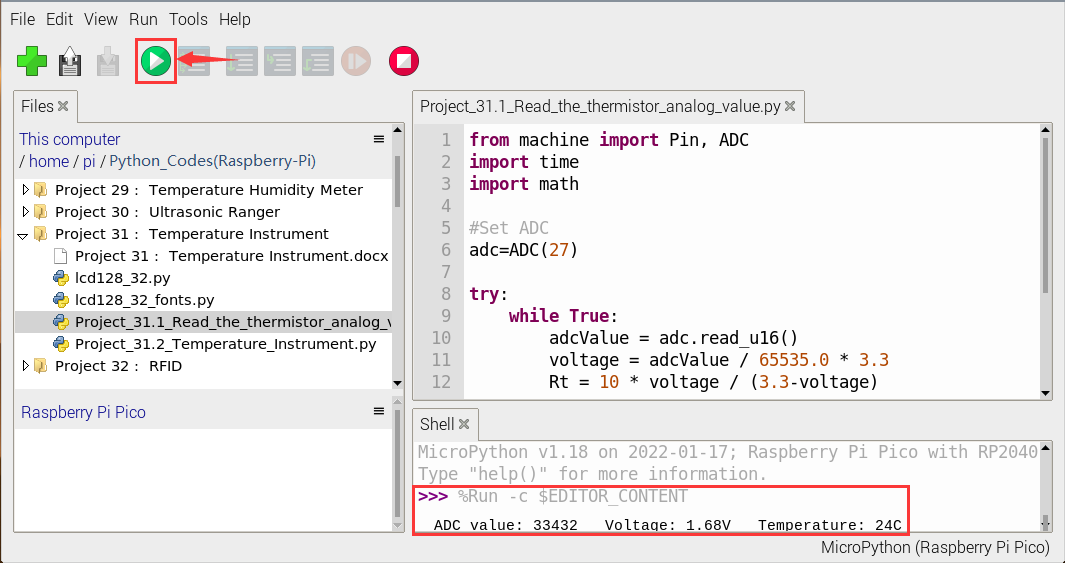 File Edit View Run Tools Help
Files
This computer
/ home / pi / Python_Codes(Raspberry-Pi)
Project 29 : Temperature Humidity Meter
Project 30 : Ultrasonic Ranger
Project 31 : Temperature Instrument
Project 31 : Temperature Instrument.docx
lcd128_32.py
lcd128_32_fonts.py
Project_31.1_Read_the_thermistor_analog_v
Project_31.2_Temperature_Instrument.py
Project 32 : RFID
Raspberry Pi Pico
Project_31.1_Read_the_thermistor_analog_value.py
1 from machine import Pin, ADC
2 import time
3 import math
4
5 #Set ADC
6 adc=ADC(27)
7
8 try:
9 while True:
10 adcValue = adc.read_u16()
11 voltage = adcValue / 65535.0 * 3.3
12 Rt = 10 * voltage / (3.3-voltage)
Shell
MicroPython v1.18 on 2022-01-17; Raspberry Pi Pico with RP2040
Type "help()" for more information.
>>> %Run -c $EDITOR_CONTENT
ADC value: 33432 Voltage: 1.68V Temperature: 24C
MicroPython (Raspberry Pi Pico)